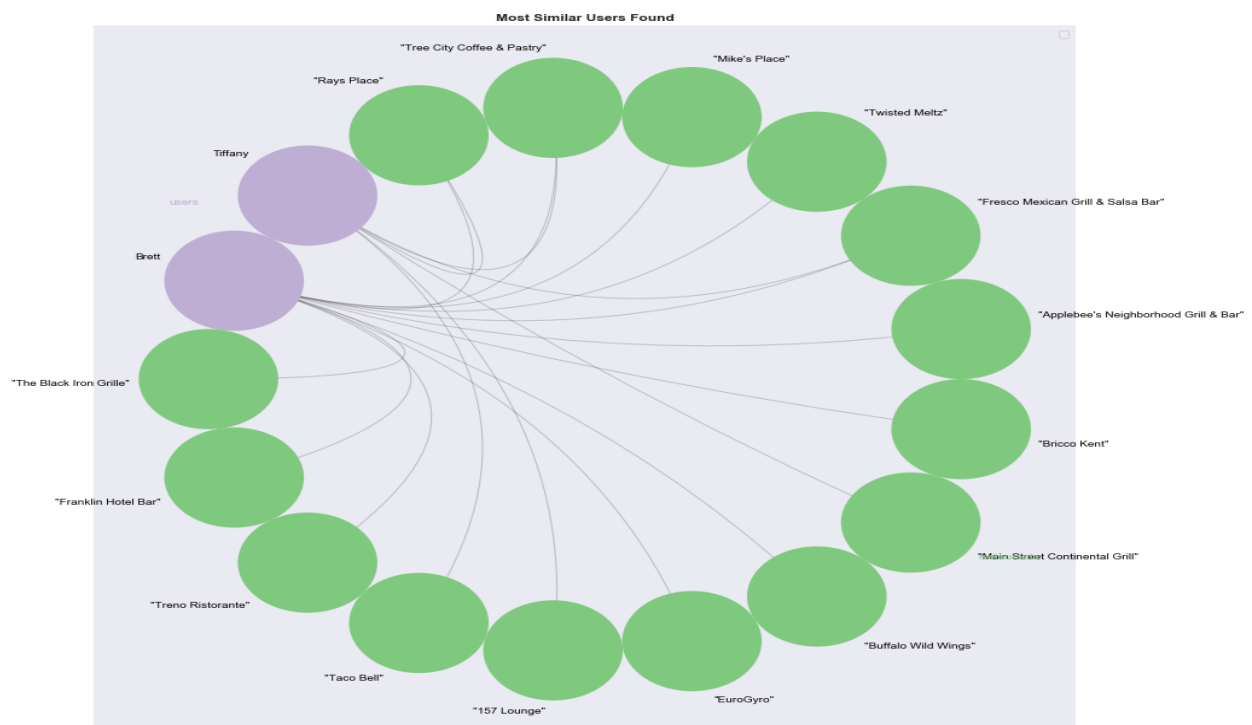 Most Similar Users Found
"Tree City Coffee & Pastry"
"Mike's Place"
"Rays Place"
"Twisted Meltz"
Tiffany
users
"Fresco Mexican Grill & Salsa Bar"
Brett
"Applebee's Neighborhood Grill & Bar"
"The Black Iron Grille"
"Bricco Kent"
"Franklin Hotel Bar"
"Main Street Continental Grill"
"Treno Ristorante"
"Buffalo Wild Wings"
"Taco Bell"
"EuroGyro"
"157 Lounge"